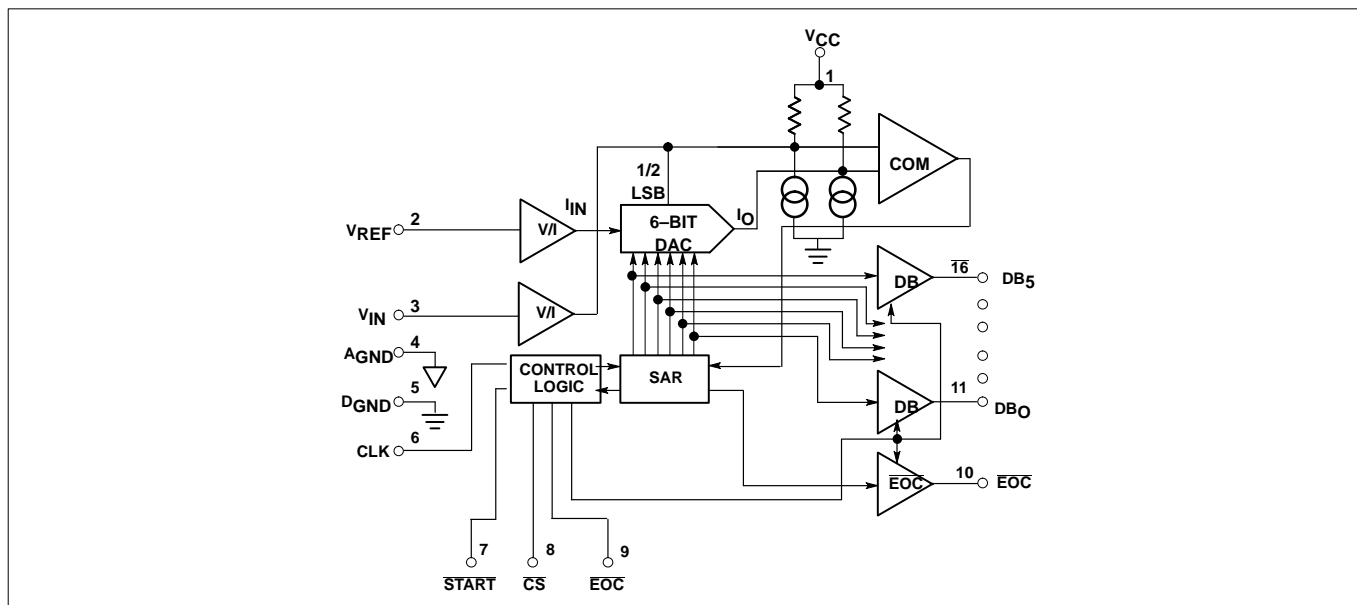 VCC
1
COM
1/2
LSB
IIN
6–BIT
DAC
IO
VREF
2
V/I
DB
16
DB5
VIN
3
V/I
AGND
4
DGND
5
CLK
6
CONTROL
LOGIC
SAR
DB
11
DBO
EOC
10
EOC
7
8
9
START
CS
EOC